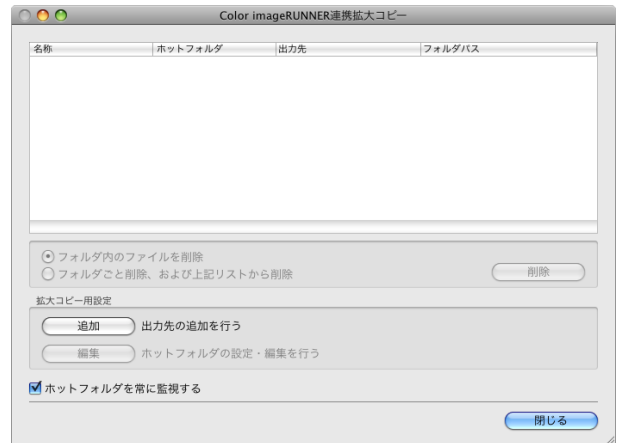 Color imageRUNNER連携拡大コピー
名称 ホットフォルダ 出力先 フォルダパス
フォルダ内のファイルを削除
フォルダごと削除、および上記リストから削除
削除
拡大コピー用設定
追加 出力先の追加を行う
編集 ホットフォルダの設定・編集を行う
ホットフォルダを常に監視する
閉じる